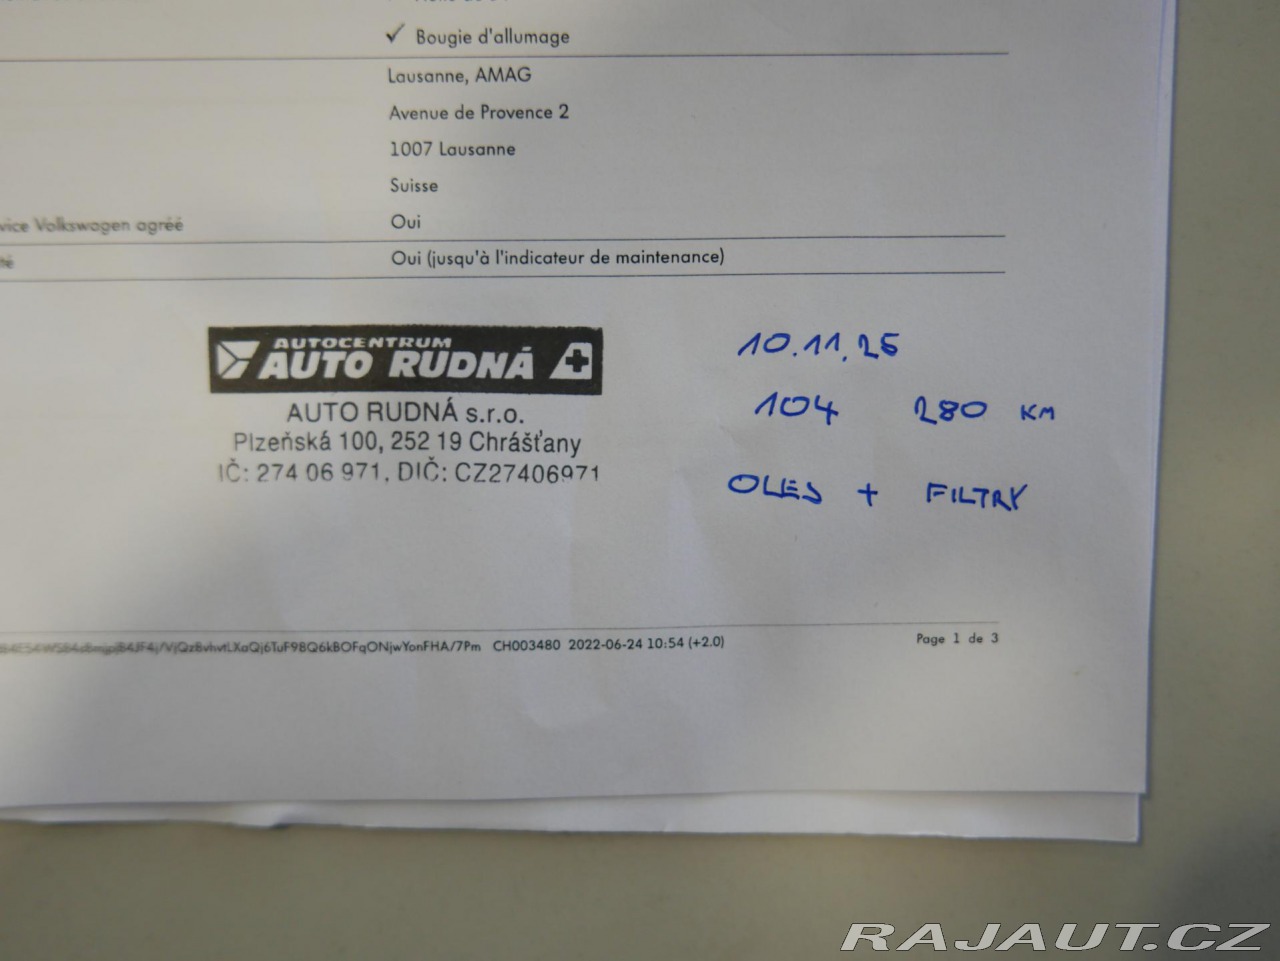 ✓ Bougie d'allumage
Lausanne, AMAG
Avenue de Provence 2
1007 Lausanne
Suisse
Volkswagen agréé Oui
Oui (jusqu'à l'indicateur de maintenance)
AUTOCENTRUM
AUTO RUDNÁ
AUTO RUDNÁ s.r.o.
Plzeňská 100, 252 19 Chrášťany
IČ: 274 06 971, DIČ: CZ27406971
10.11.25
104 280 KM
OLEJ + FILTRY
CH003480 2022-06-24 10:54 (+2.0)
Page 1 de 3
RAJAUT.CZ